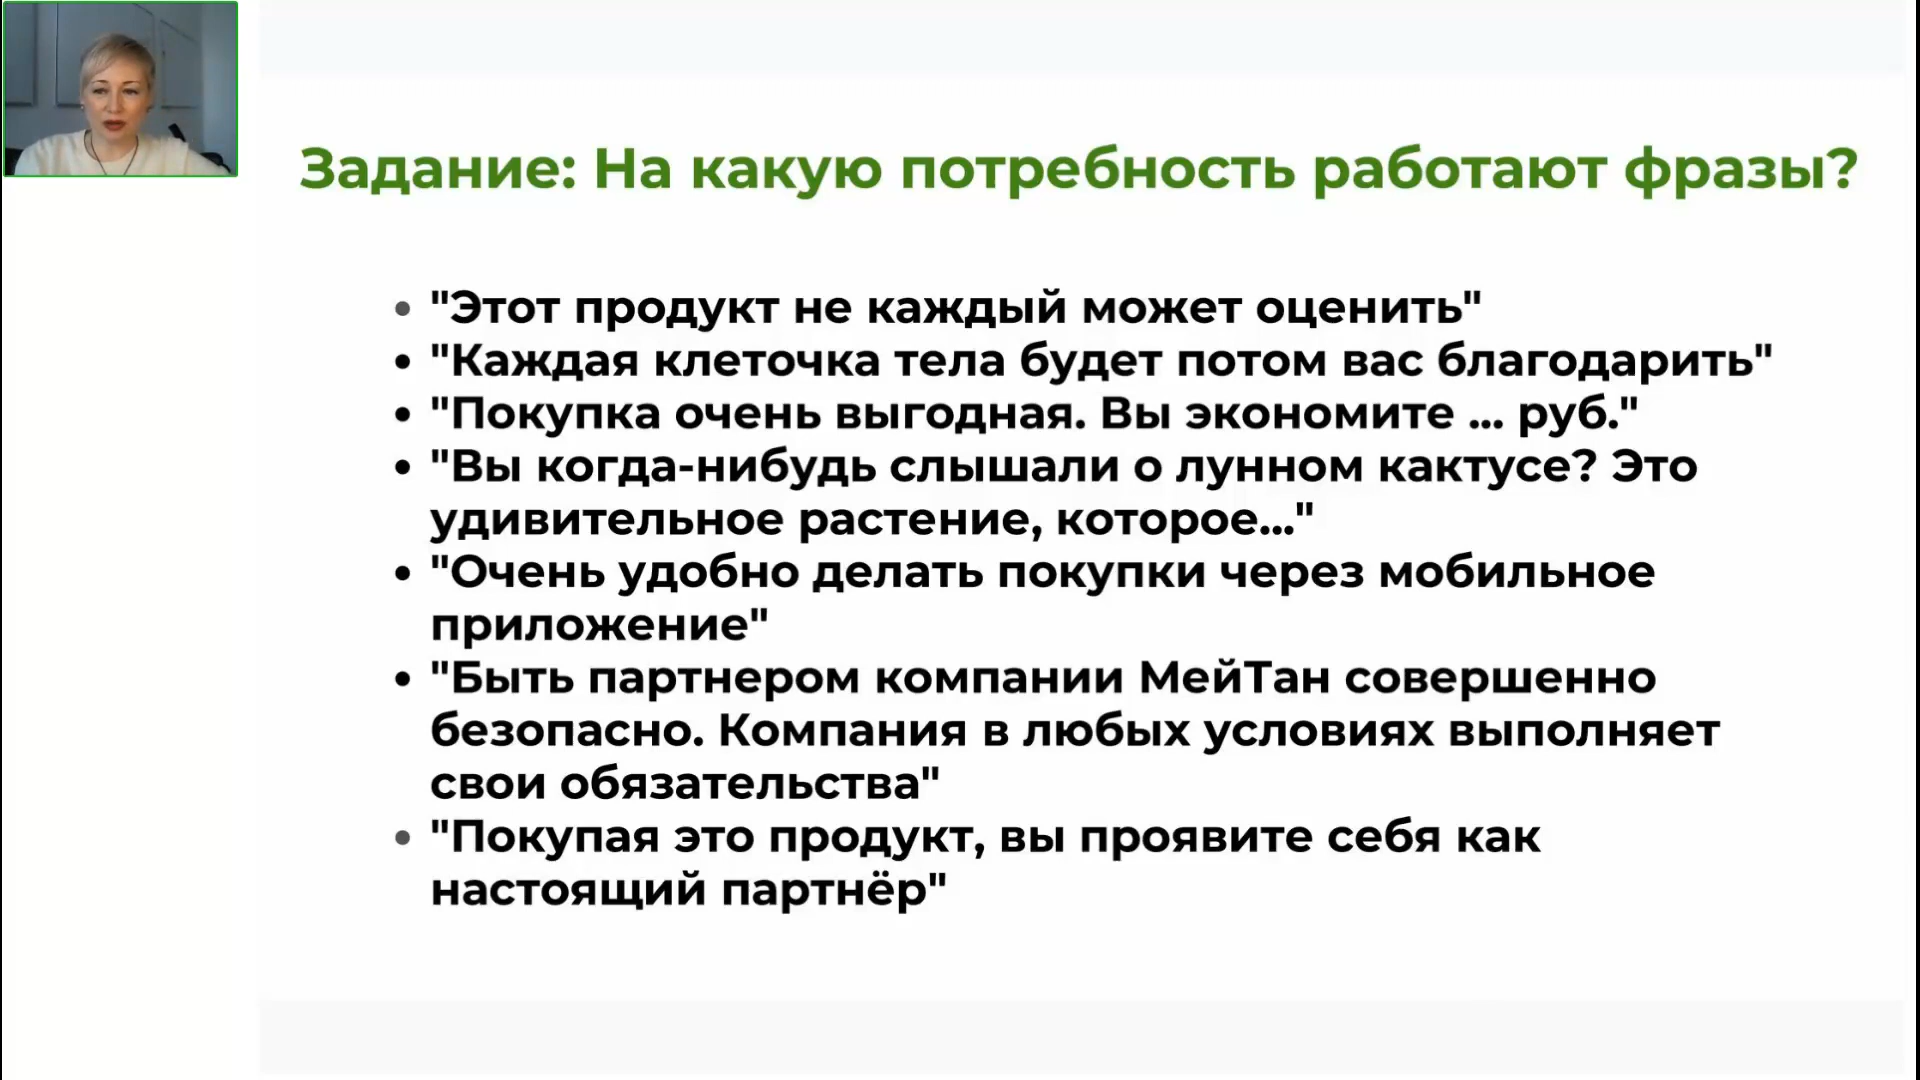 Задание: На какую потребность работают фразы?
• "Этот продукт не каждый может оценить"
• "Каждая клеточка тела будет потом вас благодарить"
• "Покупка очень выгодная. Вы экономите ... руб."
• "Вы когда-нибудь слышали о лунном кактусе? Это
удивительное растение, которое..."
• "Очень удобно делать покупки через мобильное
приложение"
• "Быть партнером компании МейТан совершенно
безопасно. Компания в любых условиях выполняет
свои обязательства"
• "Покупая это продукт, вы проявите себя как
настоящий партнёр"